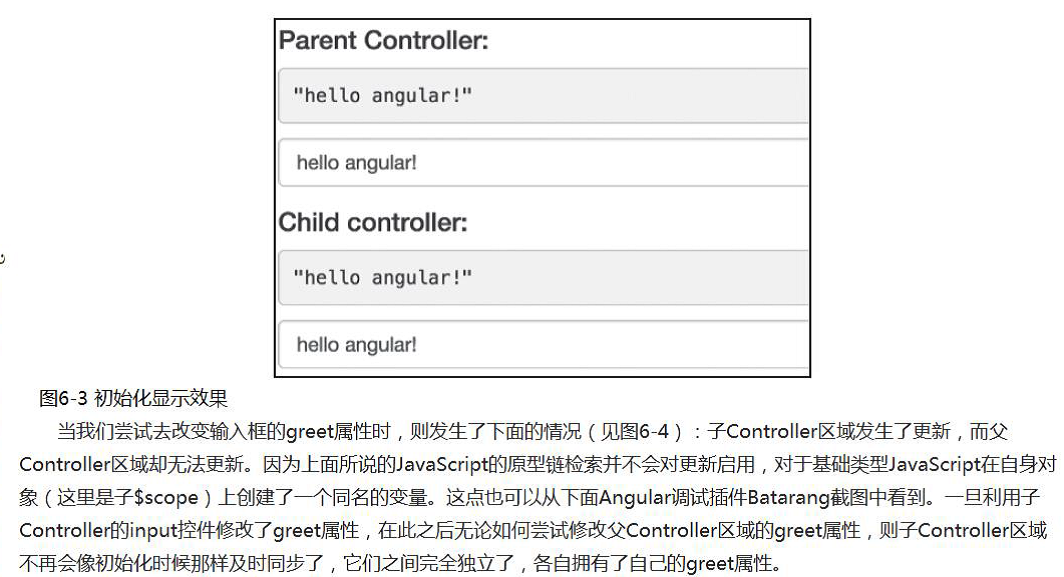 Parent Controller:
"hello angular!"
hello angular!
Child controller:
"hello angular!"
hello angular!
图6-3 初始化显示效果
当我们尝试去改变输入框的greet属性时，则发生了下面的情况（见图6-4）：子Controller区域发生了更新，而父
Controller区域却无法更新。因为上面所说的JavaScript的原型链检索并不会对更新启用，对于基础类型JavaScript在自身对
象（这里是子$scope）上创建了一个同名的变量。这点也可以从下面Angular调试插件Batarang截图中看到。一旦利用子
Controller的input控件修改了greet属性，在此之后无论如何尝试修改父Controller区域的greet属性，则子Controller区域
不再会像初始化时候那样及时同步了，它们之间完全独立了，各自拥有了自己的greet属性。